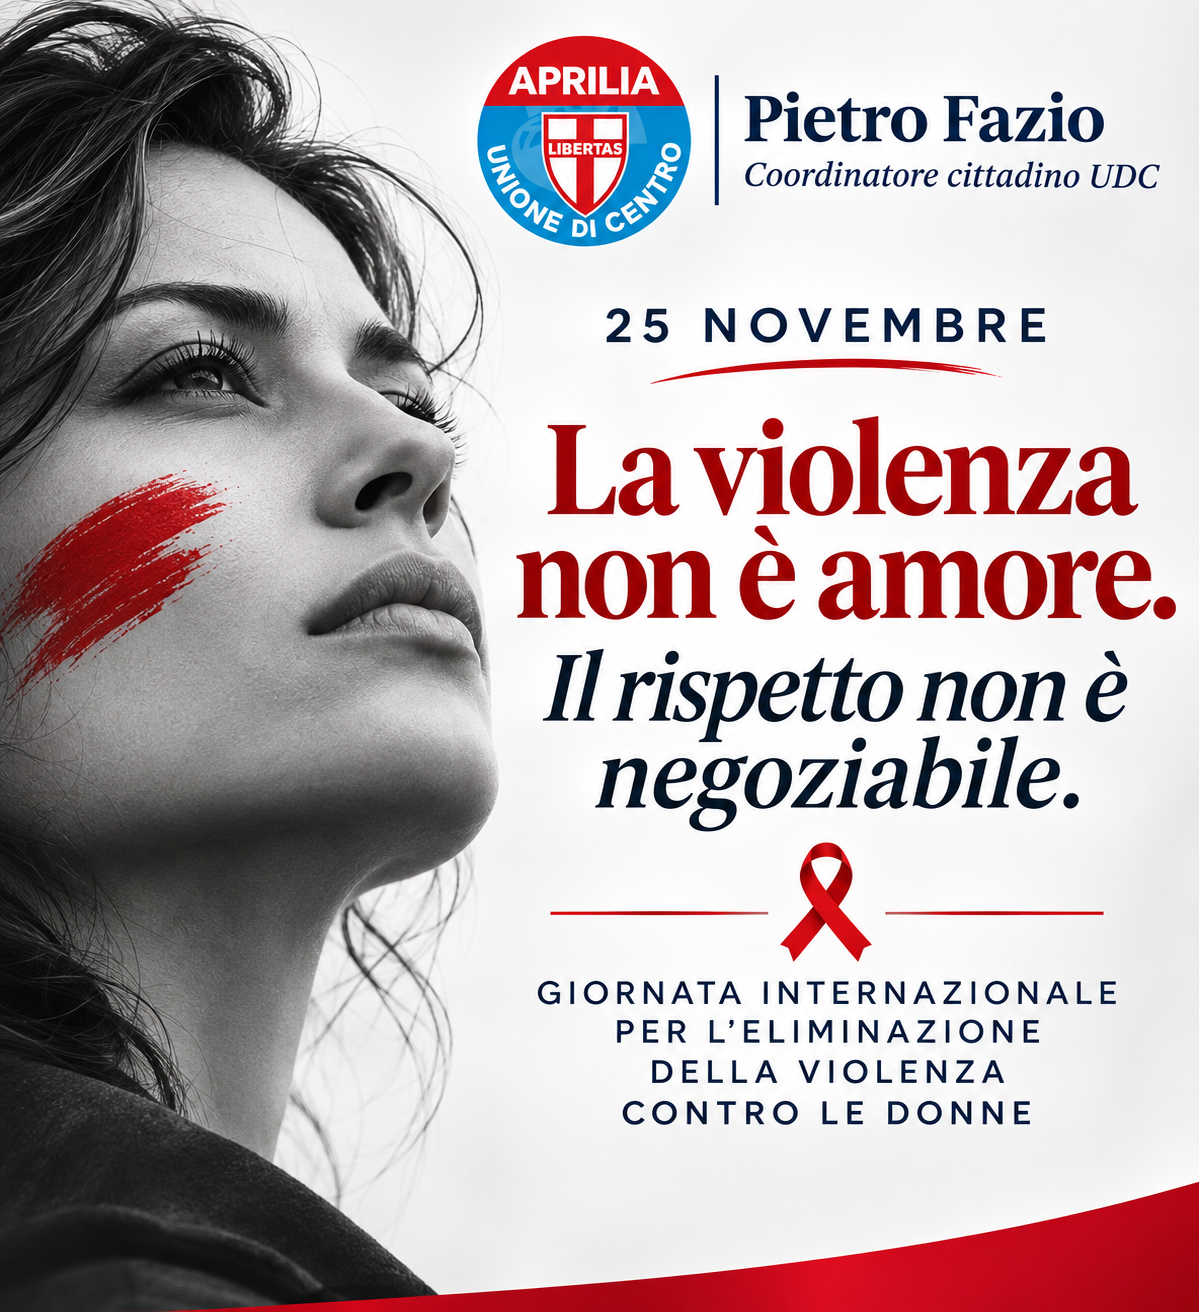 APRILIA
LIBERTAS
UNIONE DI CENTRO
Pietro Fazio
Coordinatore cittadino UDC
25 NOVEMBRE
La violenza
non è amore.
Il rispetto non è
negoziabile.
GIORNATA INTERNAZIONALE
PER L’ELIMINAZIONE
DELLA VIOLENZA
CONTRO LE DONNE